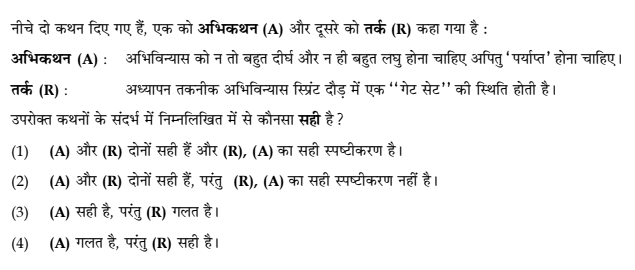 नीचे दो कथन दिए गए हैं, एक को अभिकथन (A) और दूसरे को तर्क (R) कहा गया है :
अभिकथन (A) : अभिविन्यास को न तो बहुत दीर्घ और न ही बहुत लघु होना चाहिए अपितु ‘पर्याप्त’ होना चाहिए।
तर्क (R) : अध्यापन तकनीक अभिविन्यास स्प्रिंट दौड़ में एक ‘‘गेट सेट’’ की स्थिति होती है।
उपरोक्त कथनों के संदर्भ में निम्नलिखित में से कौनसा सही है?
(1) (A) और (R) दोनों सही हैं और (R), (A) का सही स्पष्टीकरण है।
(2) (A) और (R) दोनों सही हैं, परंतु (R), (A) का सही स्पष्टीकरण नहीं है।
(3) (A) सही है, परंतु (R) गलत है।
(4) (A) गलत है, परंतु (R) सही है।